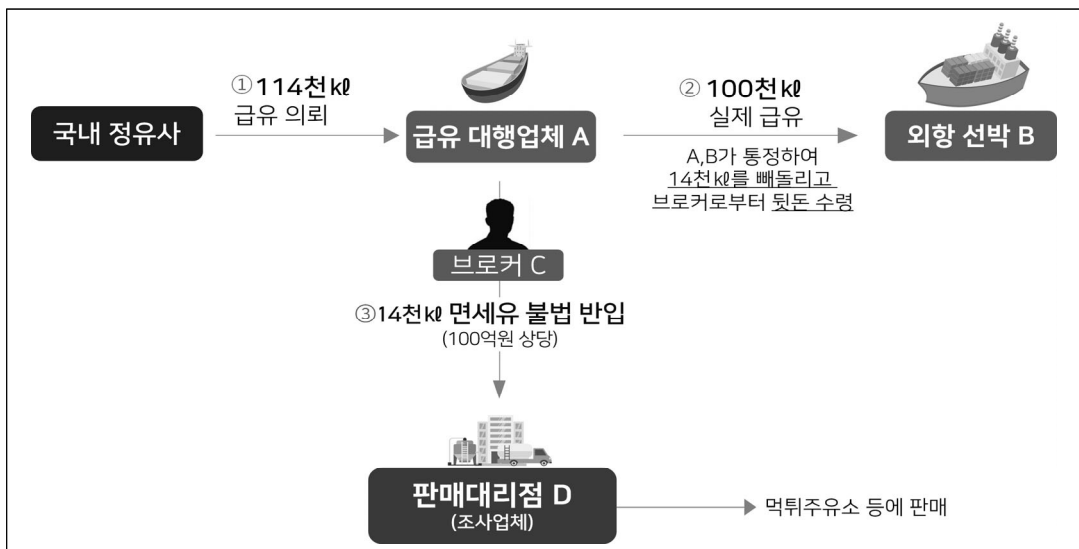 국내 정유사
① 114천㎘
급유 의뢰
급유 대행업체 A
② 100천㎘
실제 급유
외항 선박 B
A,B가 통정하여
14천㎘를 빼돌리고
브로커로부터 뒷돈 수령
브로커 C
③14천㎘ 면세유 불법 반입
(100억원 상당)
판매대리점 D
(조사업체)
먹튀주유소 등에 판매